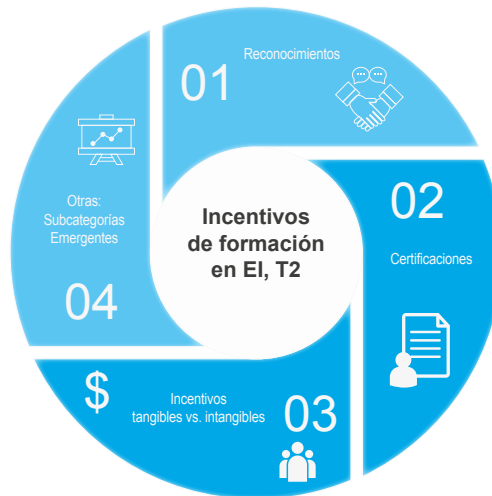 01
Reconocimientos
02
Certificaciones
03
Incentivos
tangibles vs. intangibles
$
04
Otras:
Subcategorías
Emergentes
Incentivos
de formación
en EI, T2